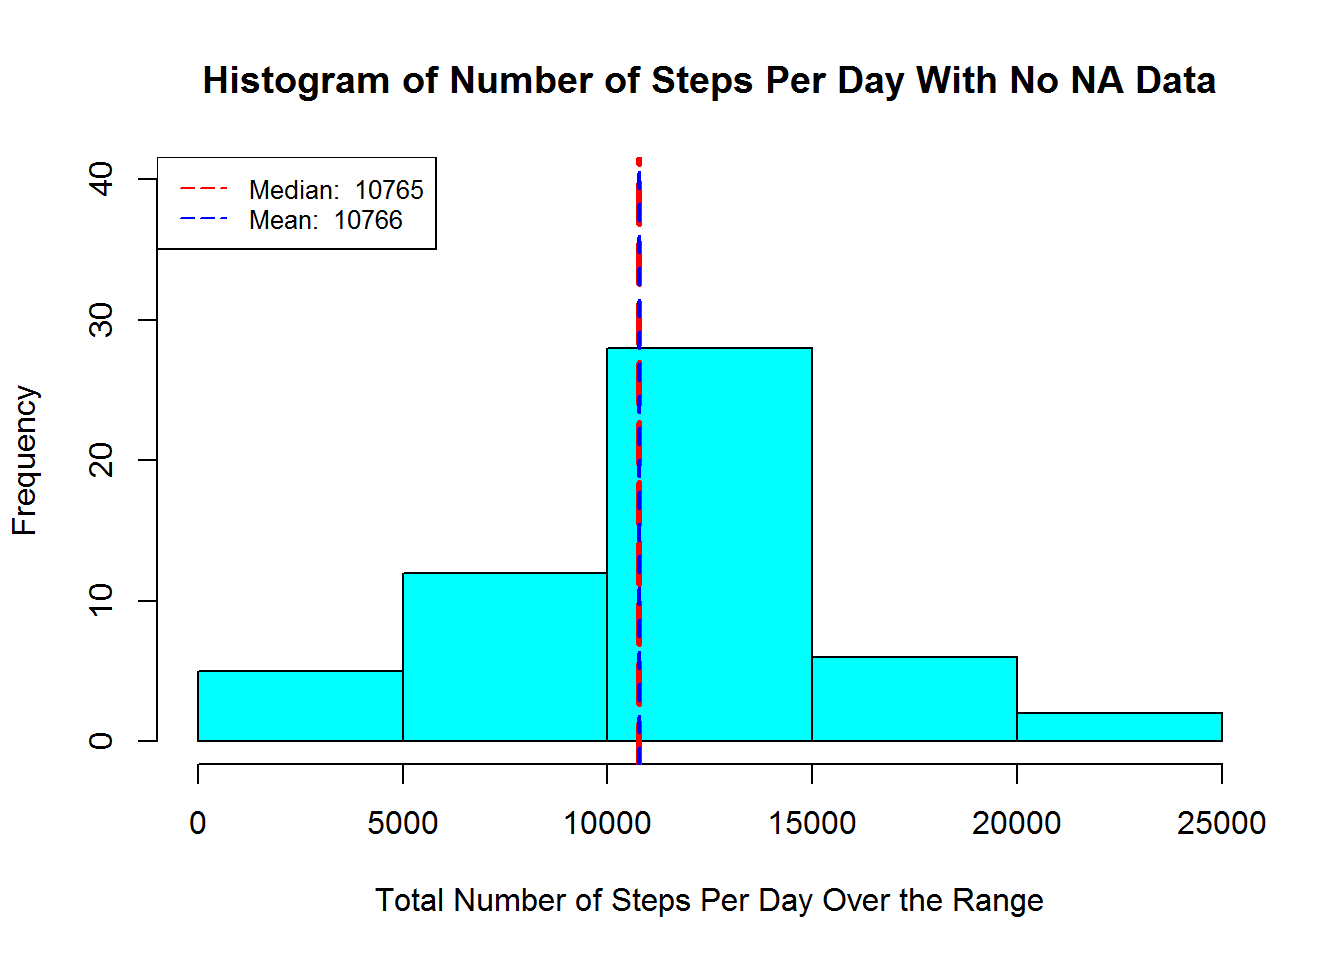 Histogram of Number of Steps Per Day With No NA Data
Median:  10765
Mean:  10766
40
30
20
10
0
Frequency
0 5000 10000 15000 20000 25000
Total Number of Steps Per Day Over the Range